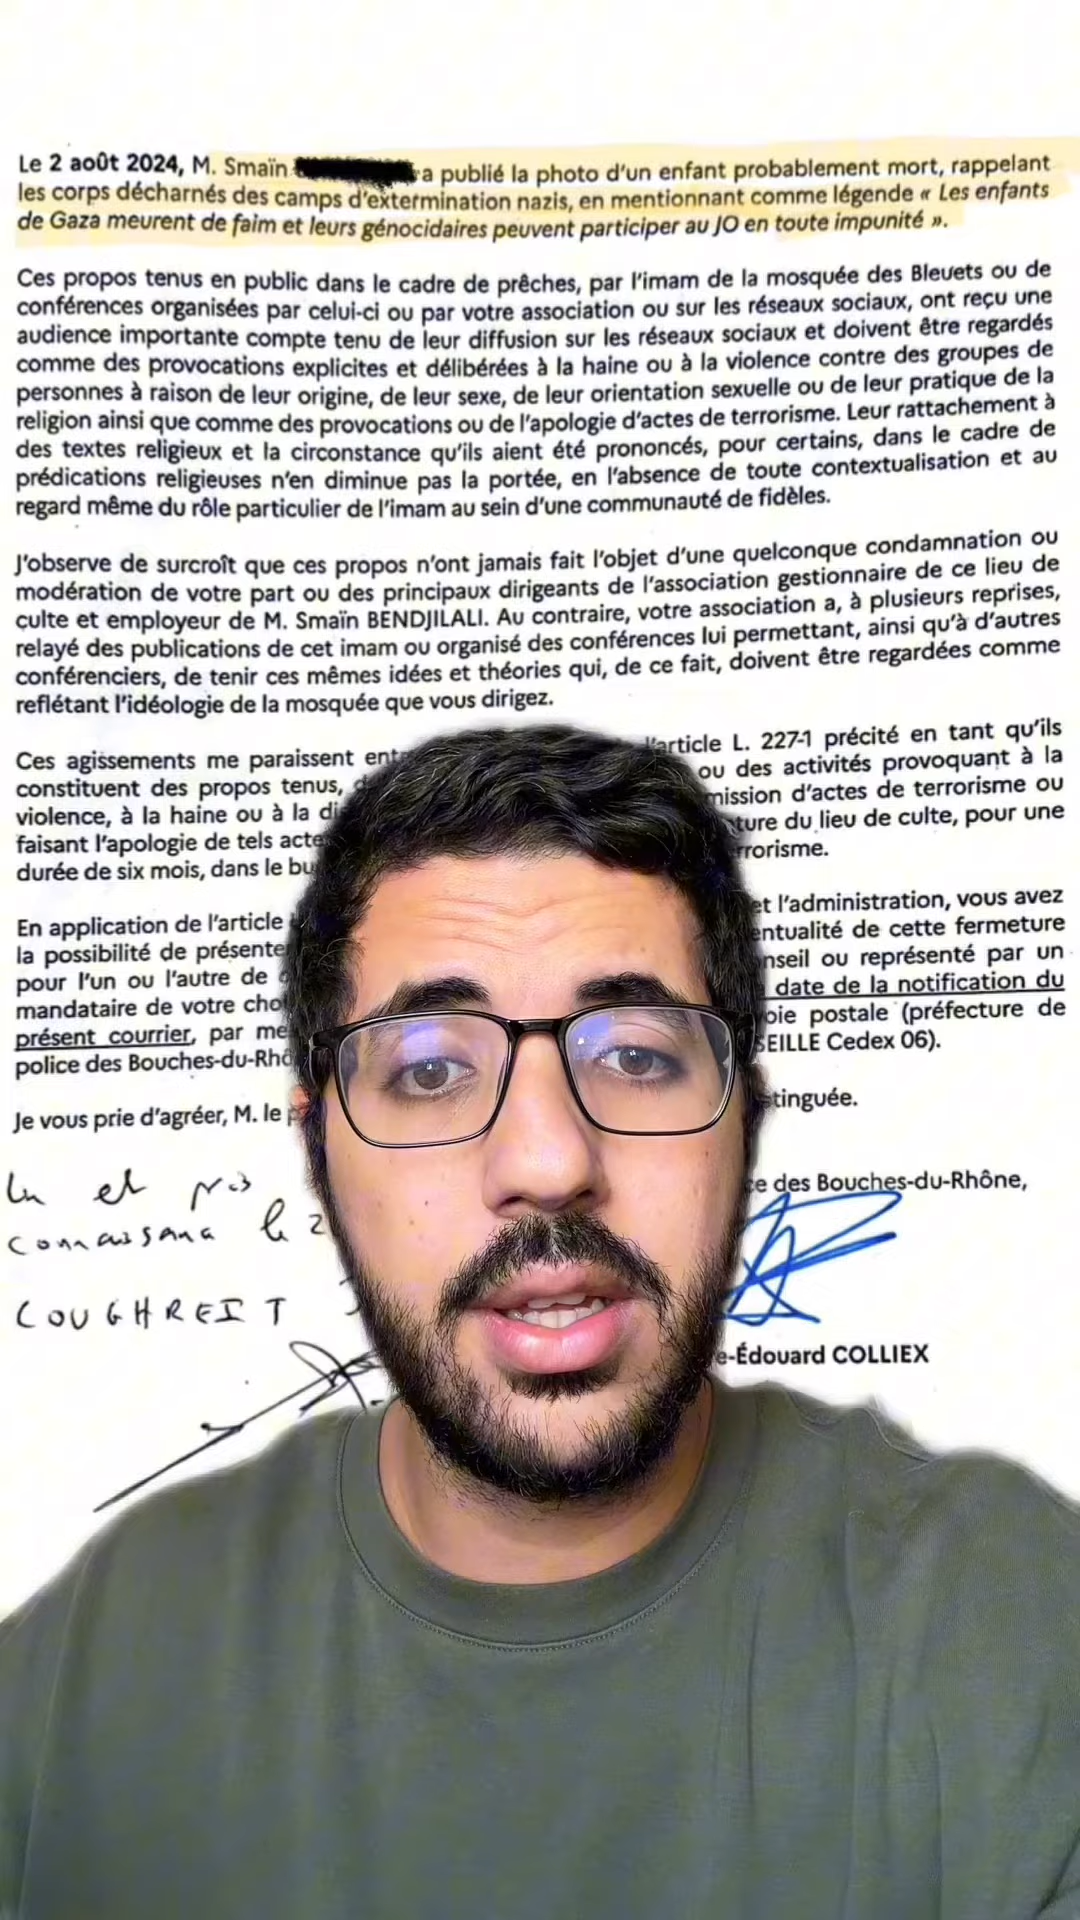 Le 2 août 2024, M. Smaïn a publié la photo d'un enfant probablement mort, rappelant
les corps décharnés des camps d'extermination nazis, en mentionnant comme légende « Les enfants
de Gaza meurent de faim et leurs génocidaires peuvent participer au JO en toute impunité ».
Ces propos tenus en public dans le cadre de prêches, par l'imam de la mosquée des Bleuets ou de
conférences organisées par celui-ci ou par votre association ou sur les réseaux sociaux, ont reçu une
audience importante compte tenu de leur diffusion sur les réseaux sociaux et doivent être regardés
comme des provocations explicites et délibérées à la haine ou à la violence contre des groupes de
personnes à raison de leur origine, de leur sexe, de leur orientation sexuelle ou de leur pratique de la
religion ainsi que comme des provocations ou de l'apologie d'actes de terrorisme. Leur rattachement à
des textes religieux et la circonstance qu'ils aient été prononcés, pour certains, dans le cadre de
prédications religieuses n'en diminue pas la portée, en l'absence de toute contextualisation et au
regard même du rôle particulier de l'imam au sein d'une communauté de fidèles.
J'observe de surcroît que ces propos n'ont jamais fait l'objet d'une quelconque condamnation ou
modération de votre part ou des principaux dirigeants de l'association gestionnaire de ce lieu de
culte et employeur de M. Smaïn BENDJILALI. Au contraire, votre association a, à plusieurs reprises,
relayé des publications de cet imam ou organisé des conférences lui permettant, ainsi qu'à d'autres
conférenciers, de tenir ces mêmes idées et théories qui, de ce fait, doivent être regardées comme
reflétant l'idéologie de la mosquée que vous dirigez.
Ces agissements me paraissent l'article L. 227-1 précité en tant qu'ils
constituent des propos tenus, ou des activités provoquant à la
violence, à la haine ou à la d'actes de terrorisme ou
faisant l'apologie de tels du lieu de culte, pour une
durée de six mois, dans le
En application de l'article et l'administration, vous avez
la possibilité de de cette fermeture
pour l'un ou l'autre de ou représenté par un
mandataire de votre date de la notification du
présent courrier, par postale (préfecture de
police des Cedex 06).
Je vous prie d'agréer, M. le
Lu et pris
des Bouches-du-Rhône,
connaissance le 2
COUGHREIT
COLLIEX